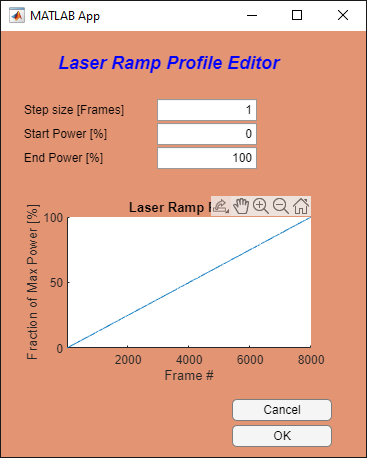 MATLAB App
Laser Ramp Profile Editor
Step size [Frames] 1
Start Power [%] 0
End Power [%] 100
Laser Ramp
Fraction of Max Power [%]
100
50
0
2000 4000 6000 8000
Frame #
Cancel
OK